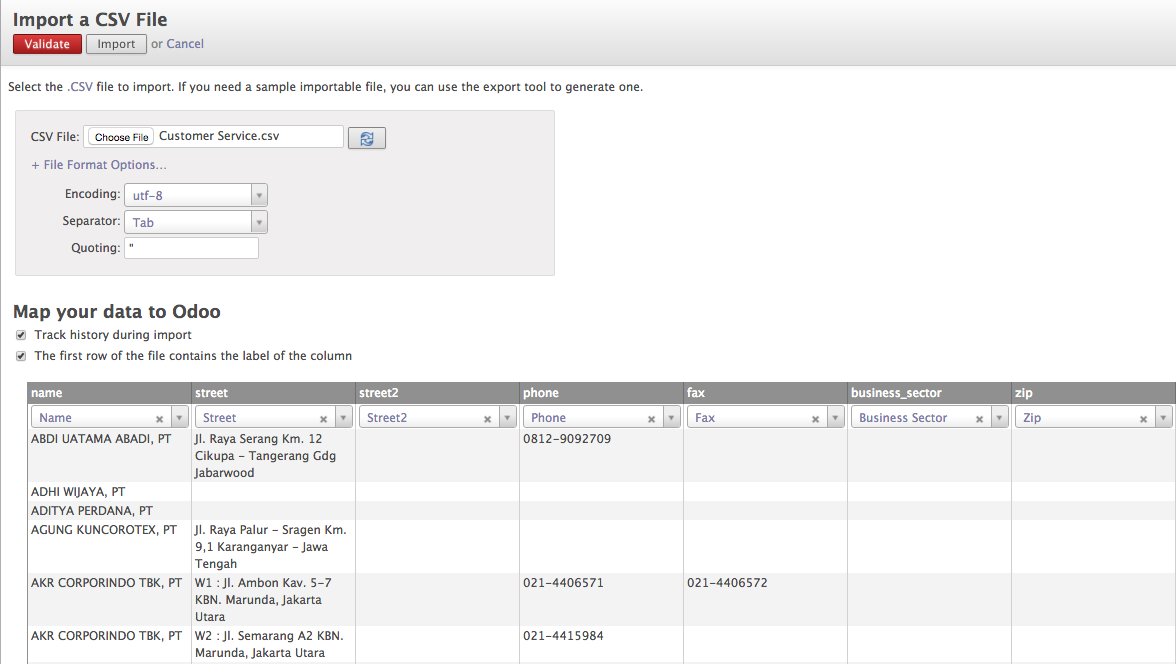 Import a CSV File
Validate Import or Cancel
Select the .CSV file to import. If you need a sample importable file, you can use the export tool to generate one.
CSV File: Choose File Customer Service.csv
+ File Format Options...
Encoding: utf-8
Separator: Tab
Quoting: "
Map your data to Odoo
Track history during import
The first row of the file contains the label of the column
name street street2 phone fax business_sector zip
Name Street Street2 Phone Fax Business Sector Zip
ABDI UATAMA ABADI, PT Jl. Raya Serang Km. 12 0812-9092709
Cikupa - Tangerang Gdg
Jabarwood
ADHI WIJAYA, PT
ADITYA PERDANA, PT
AGUNG KUNCOROTEX, PT Jl. Raya Palur - Sragen Km.
9,1 Karanganyar - Jawa
Tengah
AKR CORPORINDO TBK, PT W1 : Jl. Ambon Kav. 5-7 021-4406571 021-4406572
KBN. Marunda, Jakarta
Utara
AKR CORPORINDO TBK, PT W2 : Jl. Semarang A2 KBN. 021-4415984
Marunda, Jakarta Utara